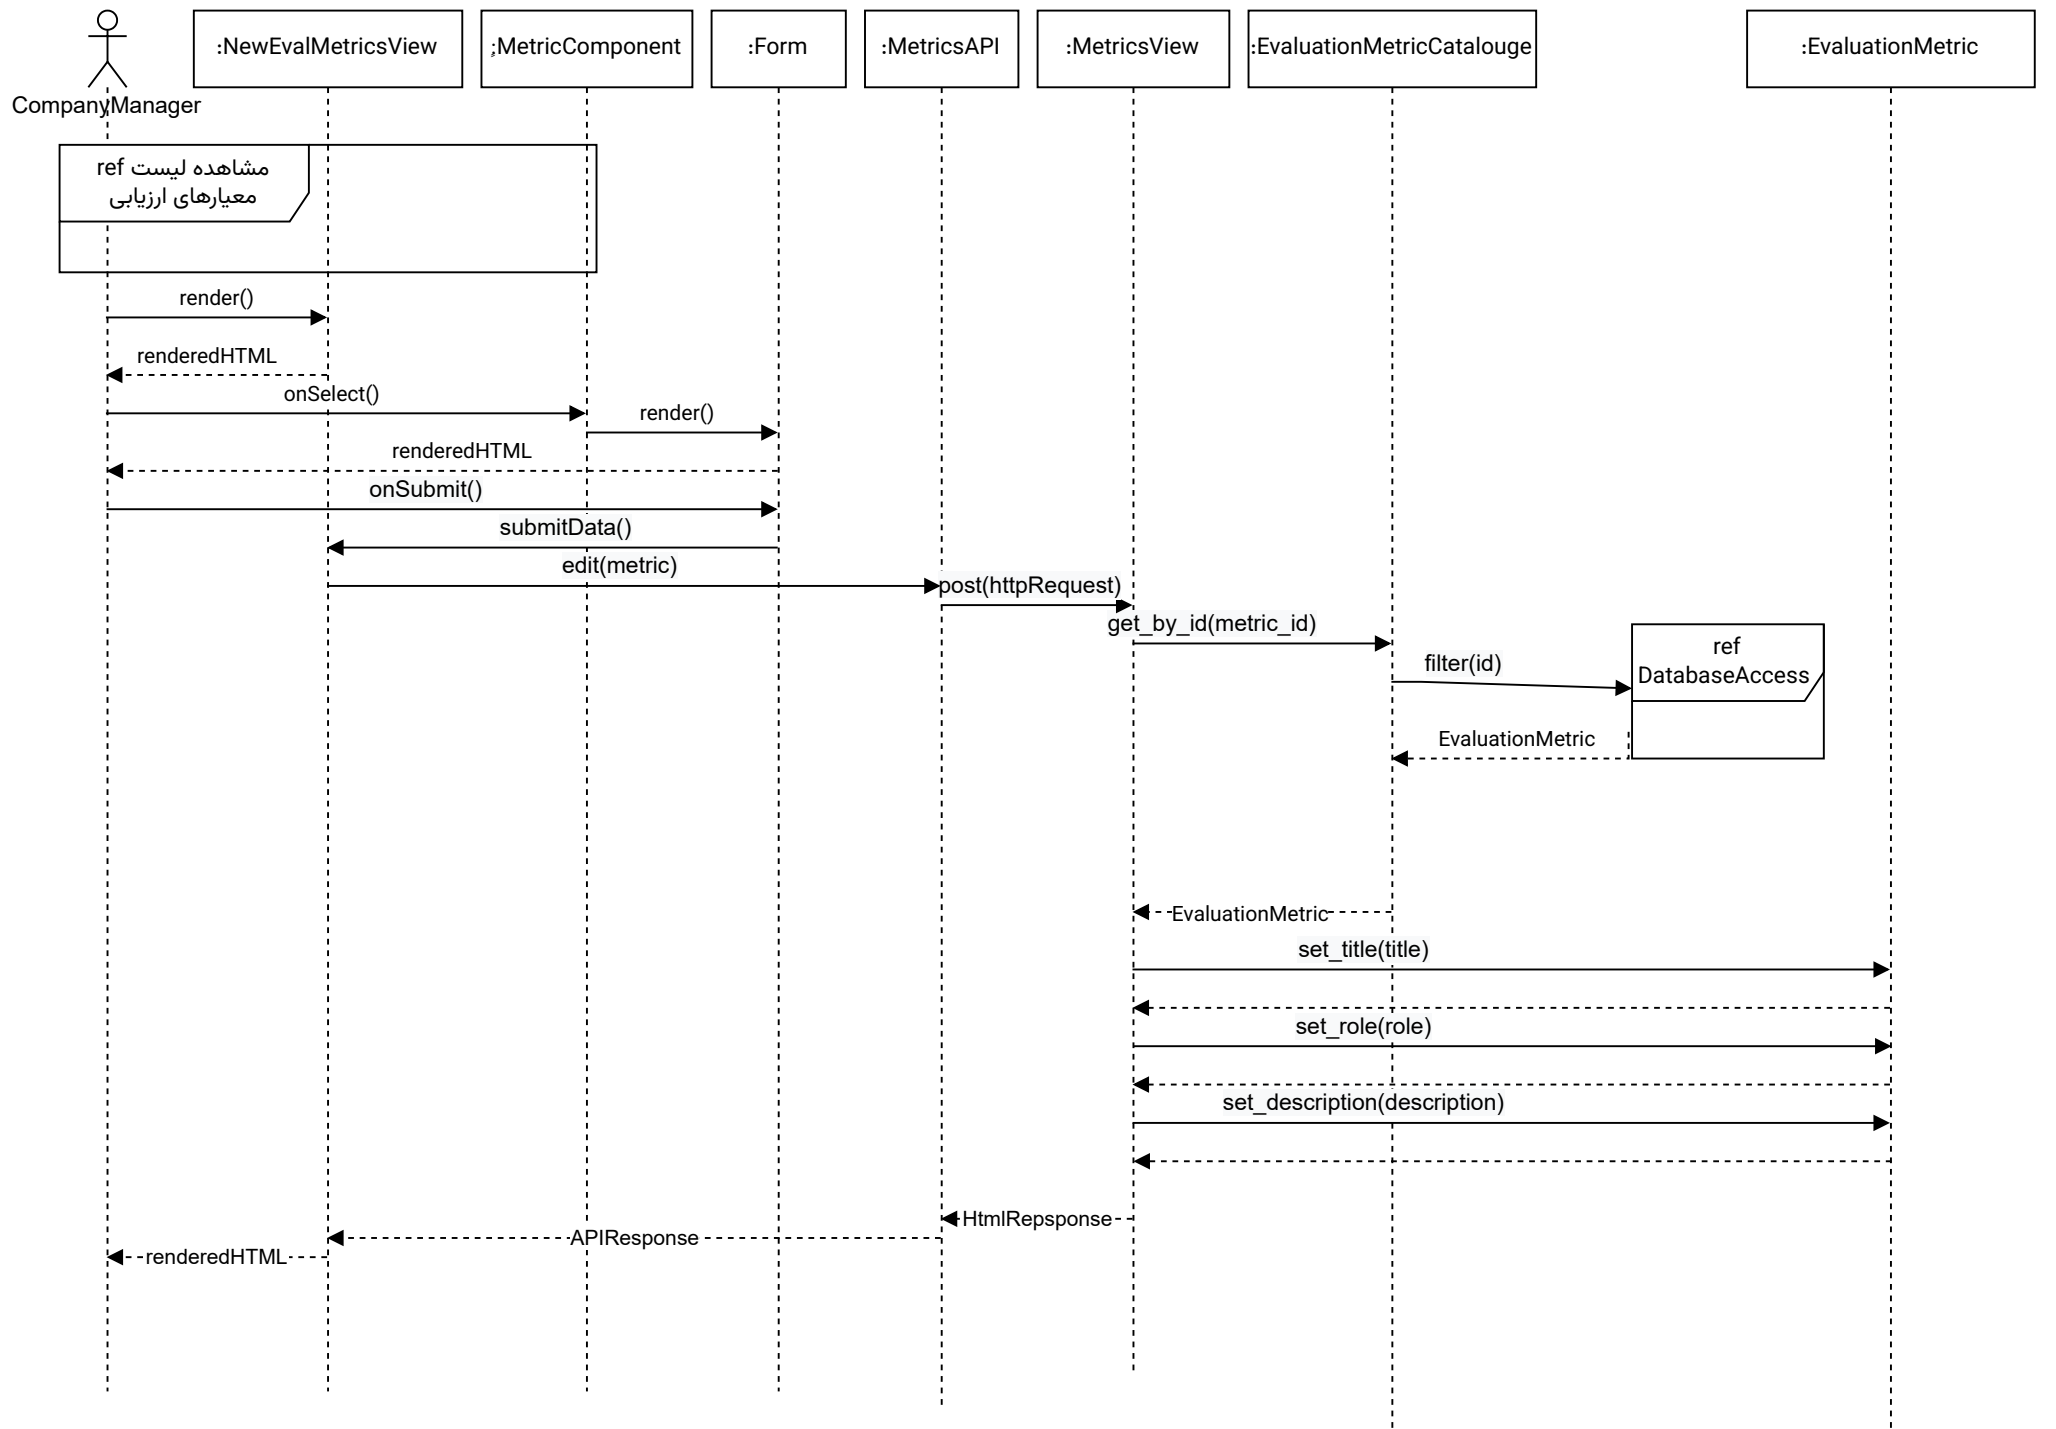 :NewEvalMetricsView
:MetricComponent
:Form
:MetricsAPI
:MetricsView
:EvaluationMetricCatalouge
:EvaluationMetric
CompanyManager
ref مشاهده لیست
معیارهای ارزیابی
render()
renderedHTML
onSelect()
render()
renderedHTML
onSubmit()
submitData()
edit(metric)
post(httpRequest)
get_by_id(metric_id)
ref
DatabaseAccess
filter(id)
EvaluationMetric
EvaluationMetric
set_title(title)
set_role(role)
set_description(description)
HtmlRepsponse
APIResponse
renderedHTML